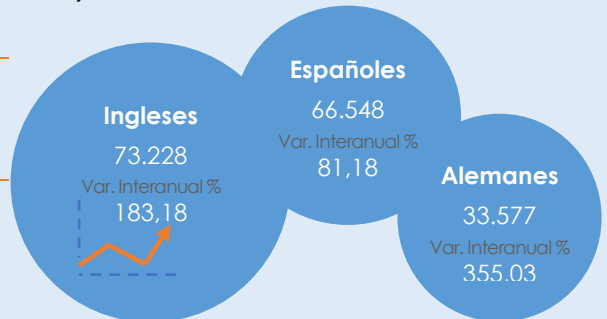 Ingleses
73.228
Var. Interanual %
183,18
Españoles
66.548
Var. Interanual %
81,18
Alemanes
33.577
Var. Interanual %
355,03